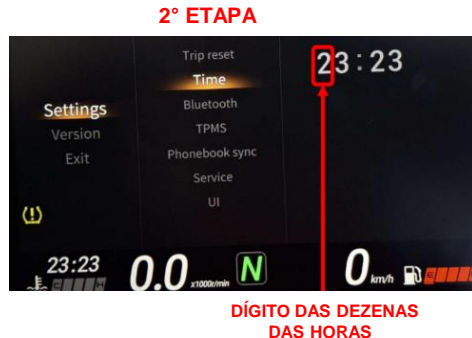 2° ETAPA
Trip reset
23:23
Time
Settings
Bluetooth
Version
TPMS
Exit
Phonebook sync
Service
UI
(!)
23:23
0.0 x1000r/min
N
0 km/h
DÍGITO DAS DEZENAS
DAS HORAS